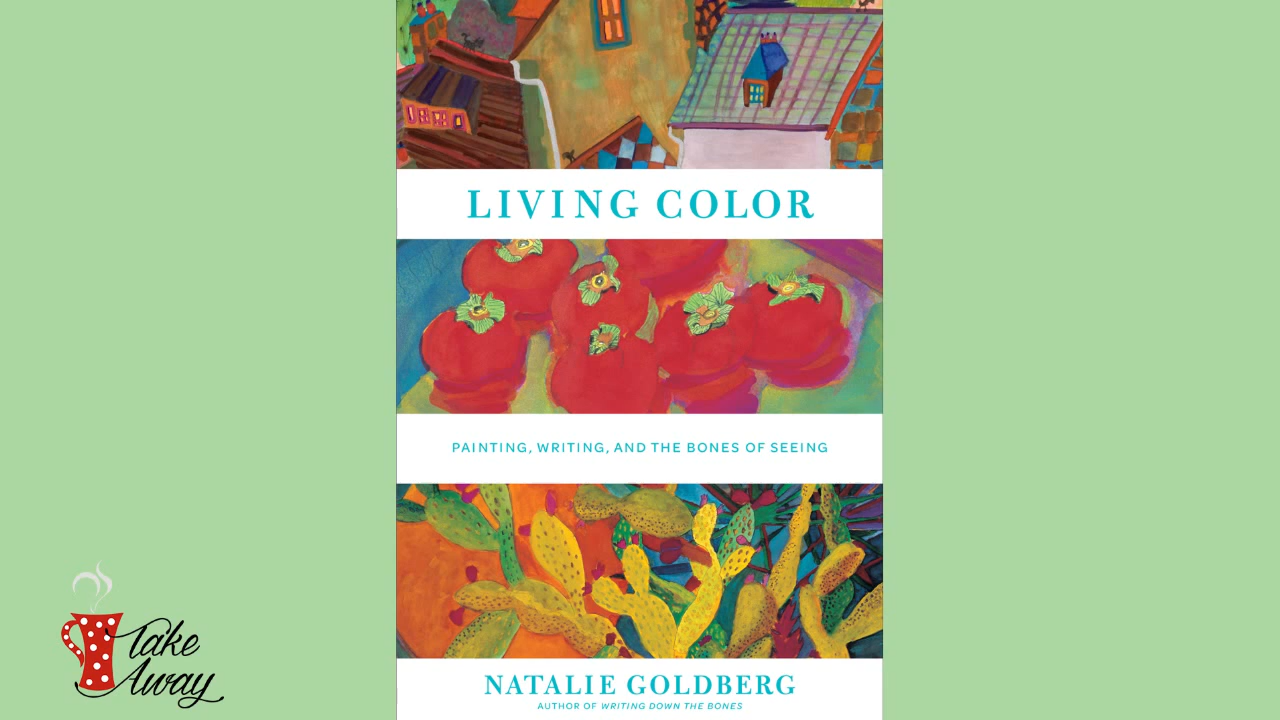 LIVING COLOR
PAINTING, WRITING, AND THE BONES OF SEEING
NATALIE GOLDBERG
AUTHOR OF WRITING DOWN THE BONES
Take
Away